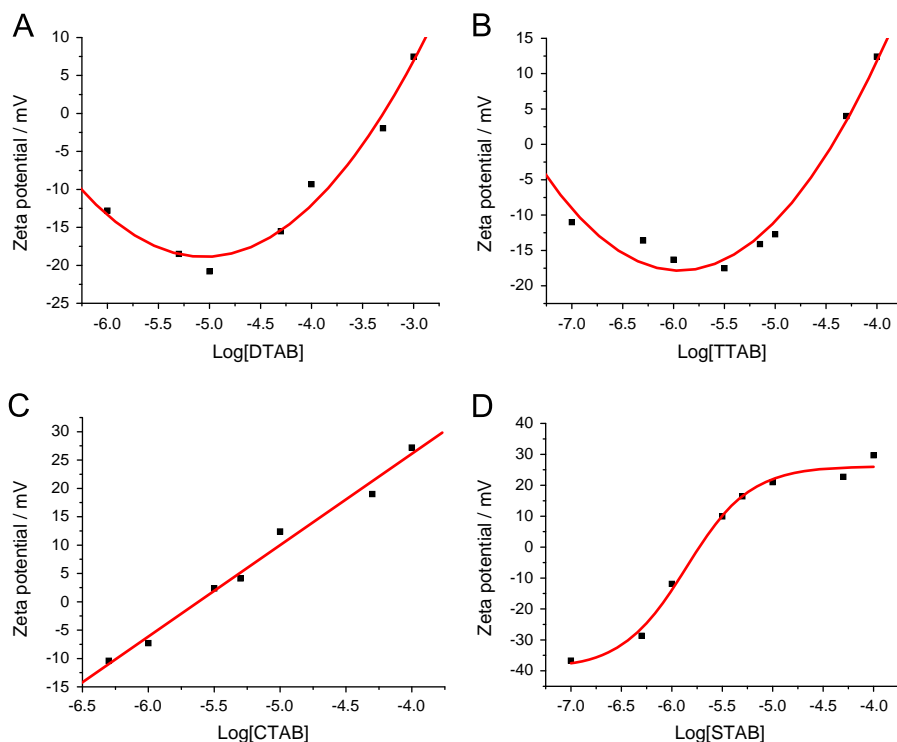 A
Zeta potential / mV
10
5
0
-5
-10
-15
-20
-25
-6.0 -5.5 -5.0 -4.5 -4.0 -3.5 -3.0
Log[DTAB]
B
Zeta potential / mV
15
10
5
0
-5
-10
-15
-20
-7.0 -6.5 -6.0 -5.5 -5.0 -4.5 -4.0
Log[TTAB]
C
Zeta potential / mV
30
25
20
15
10
5
0
-5
-10
-15
-6.5 -6.0 -5.5 -5.0 -4.5 -4.0
Log[CTAB]
D
Zeta potential / mV
40
30
20
10
0
-10
-20
-30
-40
-7.0 -6.5 -6.0 -5.5 -5.0 -4.5 -4.0
Log[STAB]